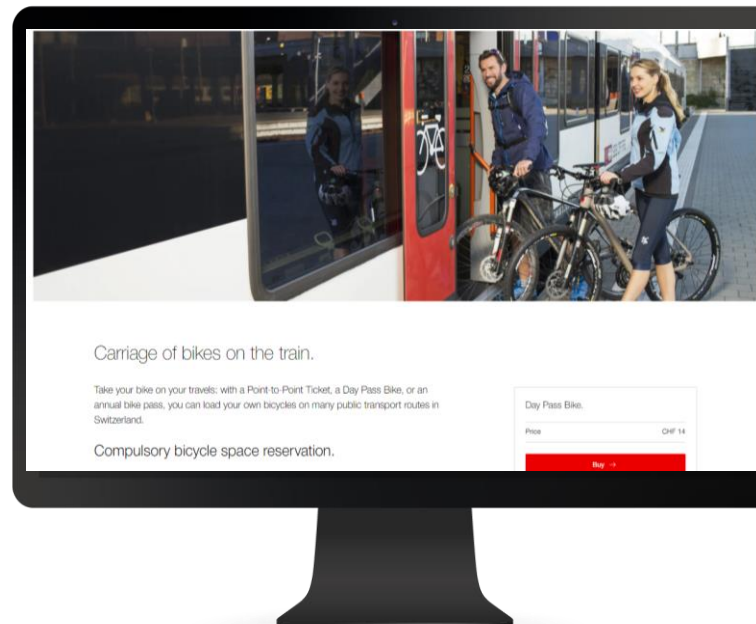 Carriage of bikes on the train.
Take your bike on your travels: with a Point-to-Point Ticket, a Day Pass Bike, or an
annual bike pass, you can load your own bicycles on many public transport routes in
Switzerland.
Compulsory bicycle space reservation.
Day Pass Bike.
Price CHF 14
Buy →